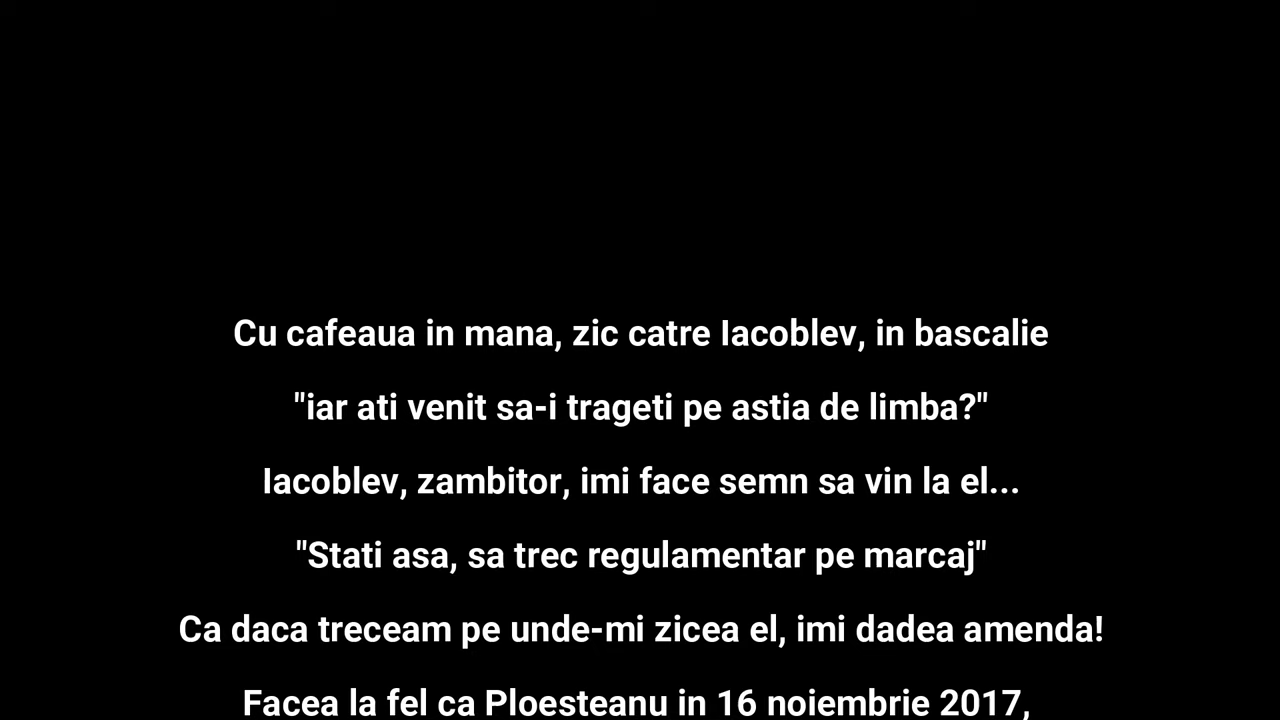 Cu cafeaua in mana, zic catre Iacoblev, in bascalie
"iar ati venit sa-i trageti pe astia de limba?"
Iacoblev, zambitor, imi face semn sa vin la el...
"Stati asa, sa trec regulamentar pe marcaj"
Ca daca treceam pe unde-mi zicea el, imi dadea amenda!
Facea la fel ca Ploesteanu in 16 noiembrie 2017,